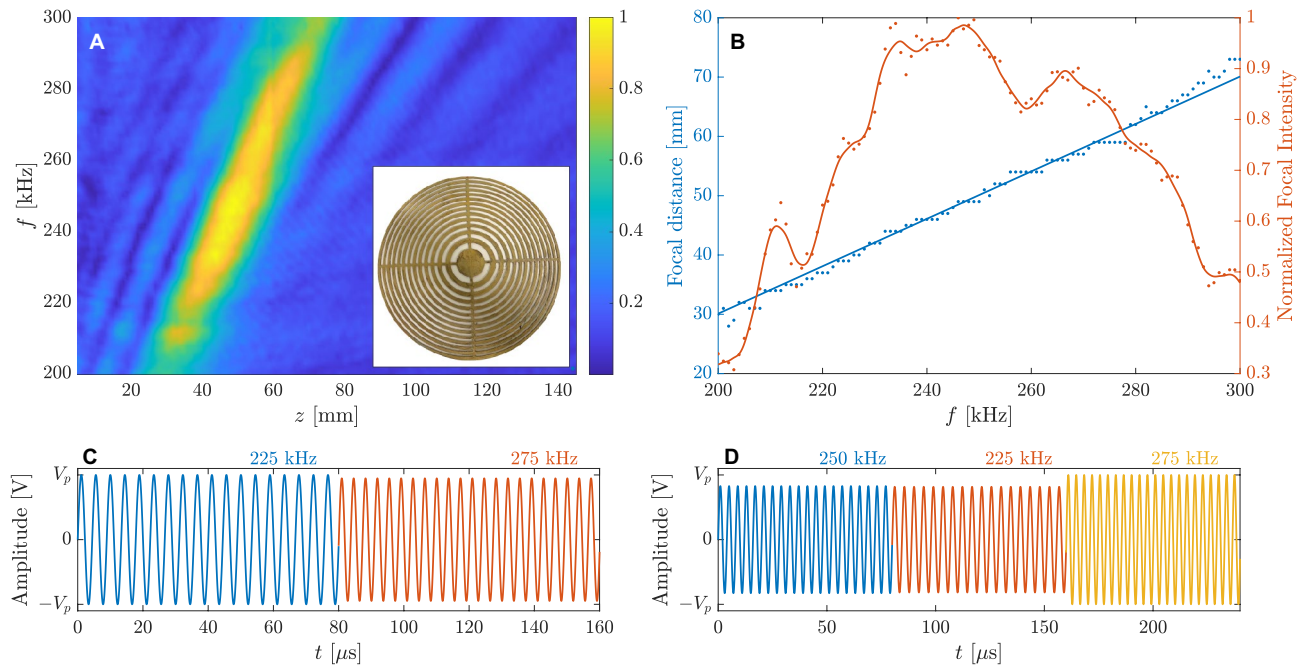 A
300
280
260
240
220
200
f [kHz]
20
40
60
80
100
120
140
z [mm]
1
0.8
0.6
0.4
0.2
B
80
70
60
50
40
30
20
Focal distance [mm]
200
220
240
260
280
300
f [kHz]
1
0.9
0.8
0.7
0.6
0.5
0.4
0.3
Normalized Focal Intensity
C
225 kHz
275 kHz
Vp
0
−Vp
Amplitude [V]
0
20
40
60
80
100
120
140
160
t [μs]
D
250 kHz
225 kHz
275 kHz
Vp
0
−Vp
Amplitude [V]
0
50
100
150
200
t [μs]